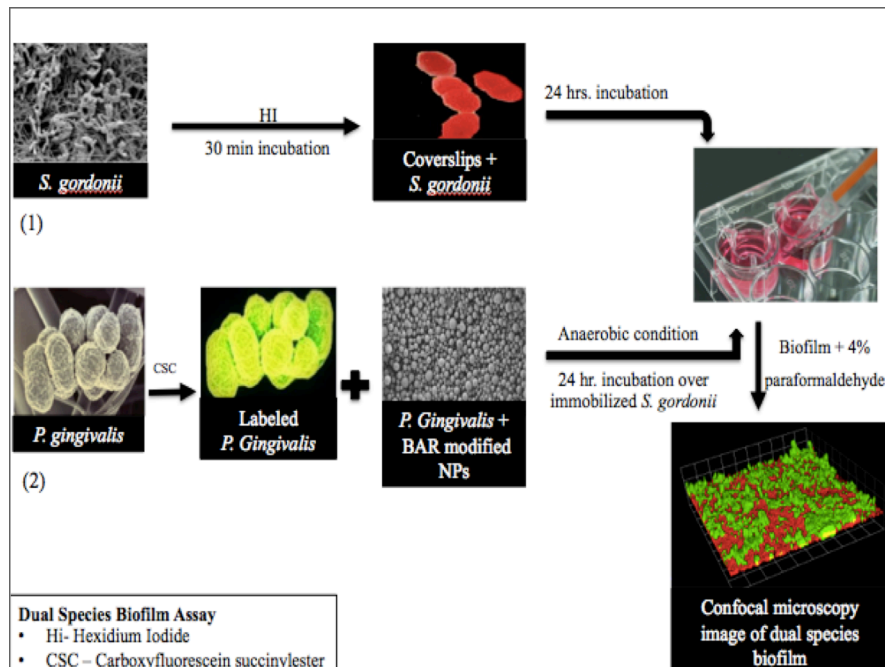 HI
30 min incubation
24 hrs. incubation
S. gordonii
Coverslips +
S. gordonii
(1)
CSC
Anaerobic condition
24 hr. incubation over
immobilized S. gordonii
Biofilm + 4%
paraformaldehyde
P. gingivalis
Labeled
P. Gingivalis
P. Gingivalis +
BAR modified
NPs
(2)
Dual Species Biofilm Assay
• Hi- Hexidium Iodide
• CSC – Carboxyfluorescein succinylester
Confocal microscopy
image of dual species
biofilm